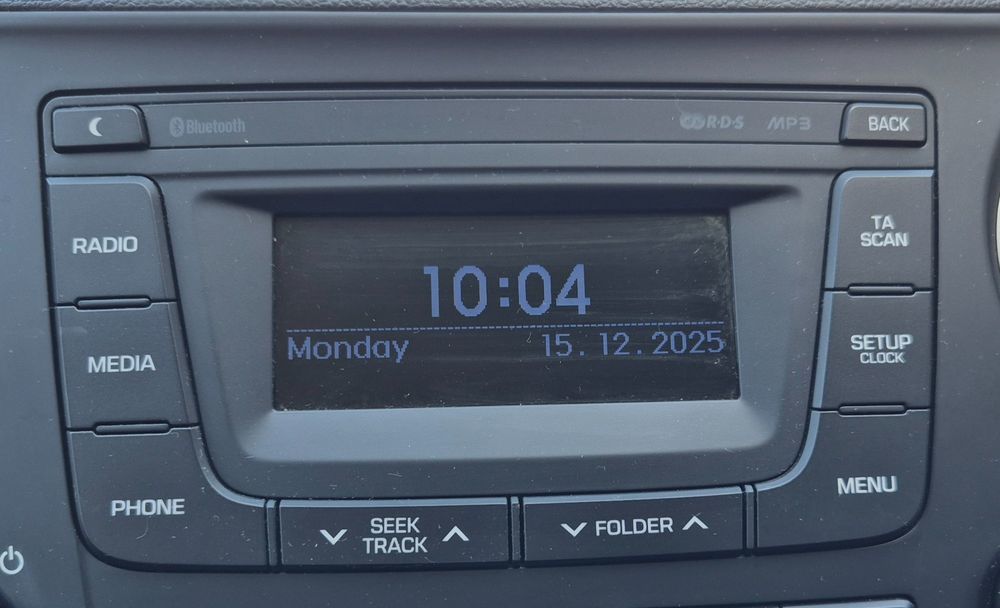 Bluetooth
R·D·S
MP3
BACK
RADIO
TA
SCAN
10:04
Monday 15. 12. 2025
MEDIA
SETUP
CLOCK
PHONE
SEEK
TRACK
FOLDER
MENU